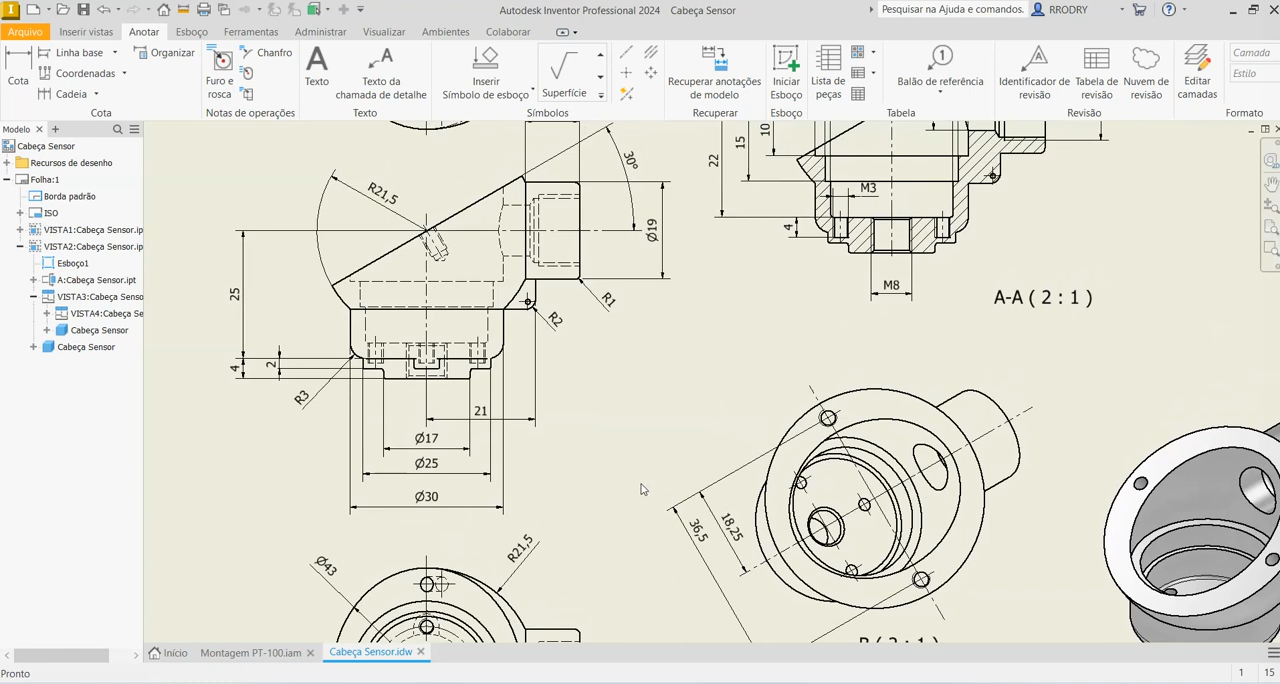 Autodesk Inventor Professional 2024 Cabeça Sensor
Pesquisar na Ajuda e comandos.
RRODRY
Arquivo
Inserir vistas
Anotar
Esboço
Ferramentas
Administrar
Visualizar
Ambientes
Colaborar
Cota
Linha base
Coordenadas
Cadeia
Organizar
Cota
Furo e
rosca
Chanfro
Notas de operações
Texto
Texto da
chamada de detalhe
Texto
Inserir
Símbolo de esboço
Superfície
Símbolos
Recuperar anotações
de modelo
Recuperar
Iniciar
Esboço
Esboço
Lista de
peças
Balão de referência
Tabela
Identificador de
revisão
Tabela de
revisão
Nuvem de
revisão
Revisão
Editar
camadas
Camada
Estilo
Formato
Modelo
Cabeça Sensor
Recursos de desenho
Folha:1
Borda padrão
ISO
VISTA1:Cabeça Sensor.ip
VISTA2:Cabeça Sensor.ip
Esboço1
A:Cabeça Sensor.ipt
VISTA3:Cabeça Senso
VISTA4:Cabeça Se
Cabeça Sensor
Cabeça Sensor
30°
R21,5
Ø19
25
R1
R2
2
4
R3
21
Ø17
Ø25
Ø30
10
15
22
M3
4
M8
A-A ( 2 : 1 )
18,25
36,5
Ø43
R21,5
Início
Montagem PT-100.iam
Cabeça Sensor.idw
Pronto
1
15